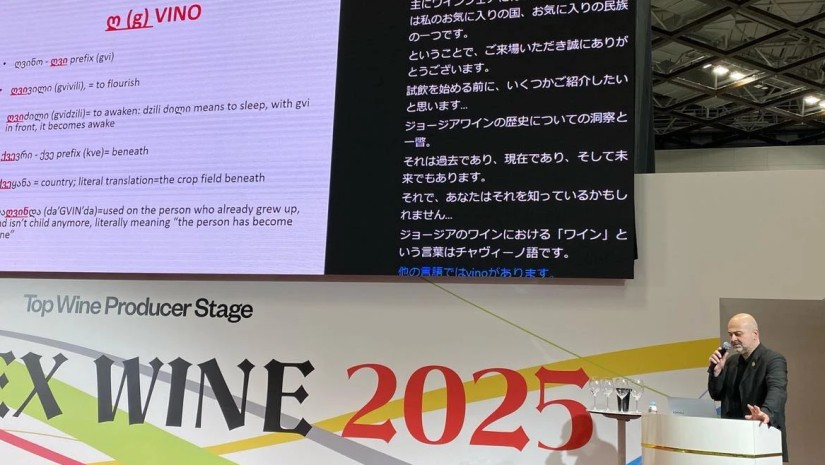 ღ (g) VINO
• ღვინო - ღვი prefix (gvi)
• ღვივილი (gvivili), = to flourish
ღვიძილი (gvidzili)= to awaken: dzili ძილი means to sleep, with gvi
in front, it becomes awake
ქვევრი - ქვე prefix (kve)= beneath
ქვეყანა = country; literal translation=the crop field beneath
დაღვინდა (da'GVIN'da)=used on the person who already grew up,
and isn't child anymore, literally meaning "the person has become
wine"
は私のお気に入りの国、お気に入りの民族
の一つです。
ということで、ご来場いただき誠にありが
とうございます。
試飲を始める前に、いくつかご紹介したい
と思います...
ジョージアワインの歴史についての洞察と
一瞥。
それは過去であり、現在であり、そして未
来でもあります。
それで、あなたはそれを知っているかもし
れません...
ジョージアのワインにおける「ワイン」と
いう言葉はチャヴィーノ語です。
他の言語ではvinoがあります。
Top Wine Producer Stage
EX WINE 2025